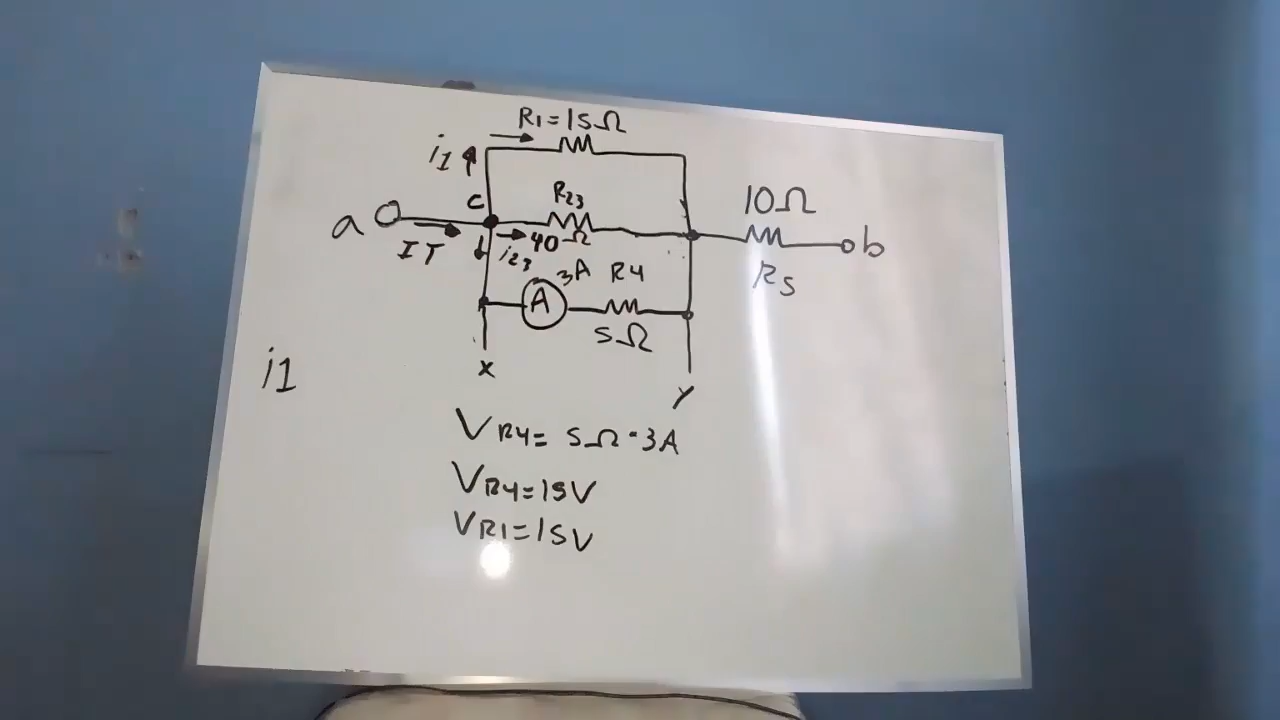 R1=15Ω
i1
C
R23
10Ω
a
IT
i23
40Ω
b
3A
R4
R5
A
5Ω
i1
x
y
VR4= 5Ω·3A
VR4=15V
VR1=15V